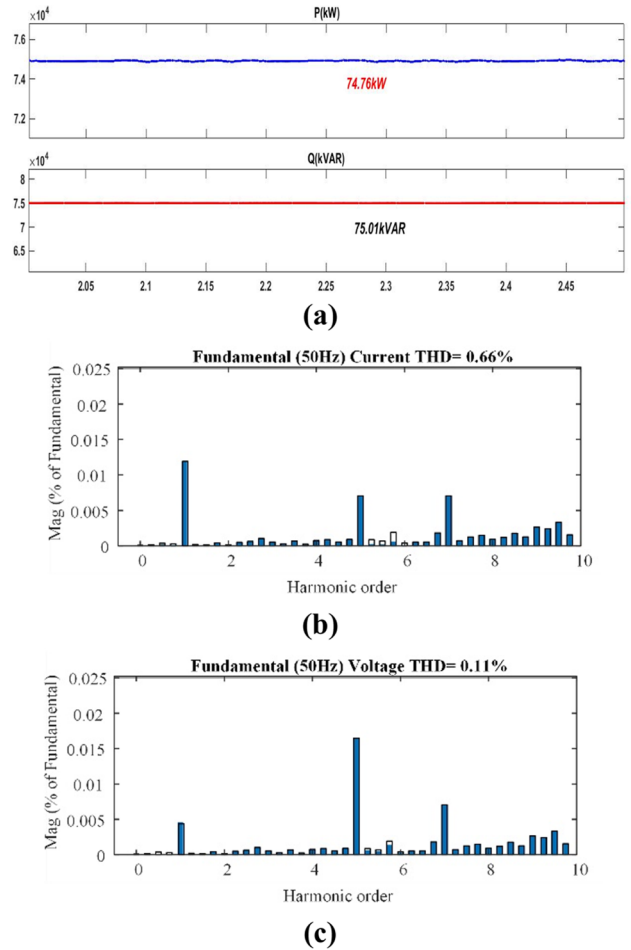 ×10⁴
P(kW)
7.6
7.4
7.2
74.76kW
×10⁴
Q(kVAR)
8
7.5
7
6.5
75.01kVAR
2.05 2.1 2.15 2.2 2.25 2.3 2.35 2.4 2.45
(a)
Fundamental (50Hz) Current THD= 0.66%
Mag (% of Fundamental)
0.025
0.02
0.015
0.01
0.005
0
0 2 4 6 8 10
Harmonic order
(b)
Fundamental (50Hz) Voltage THD= 0.11%
Mag (% of Fundamental)
0.025
0.02
0.015
0.01
0.005
0
0 2 4 6 8 10
Harmonic order
(c)